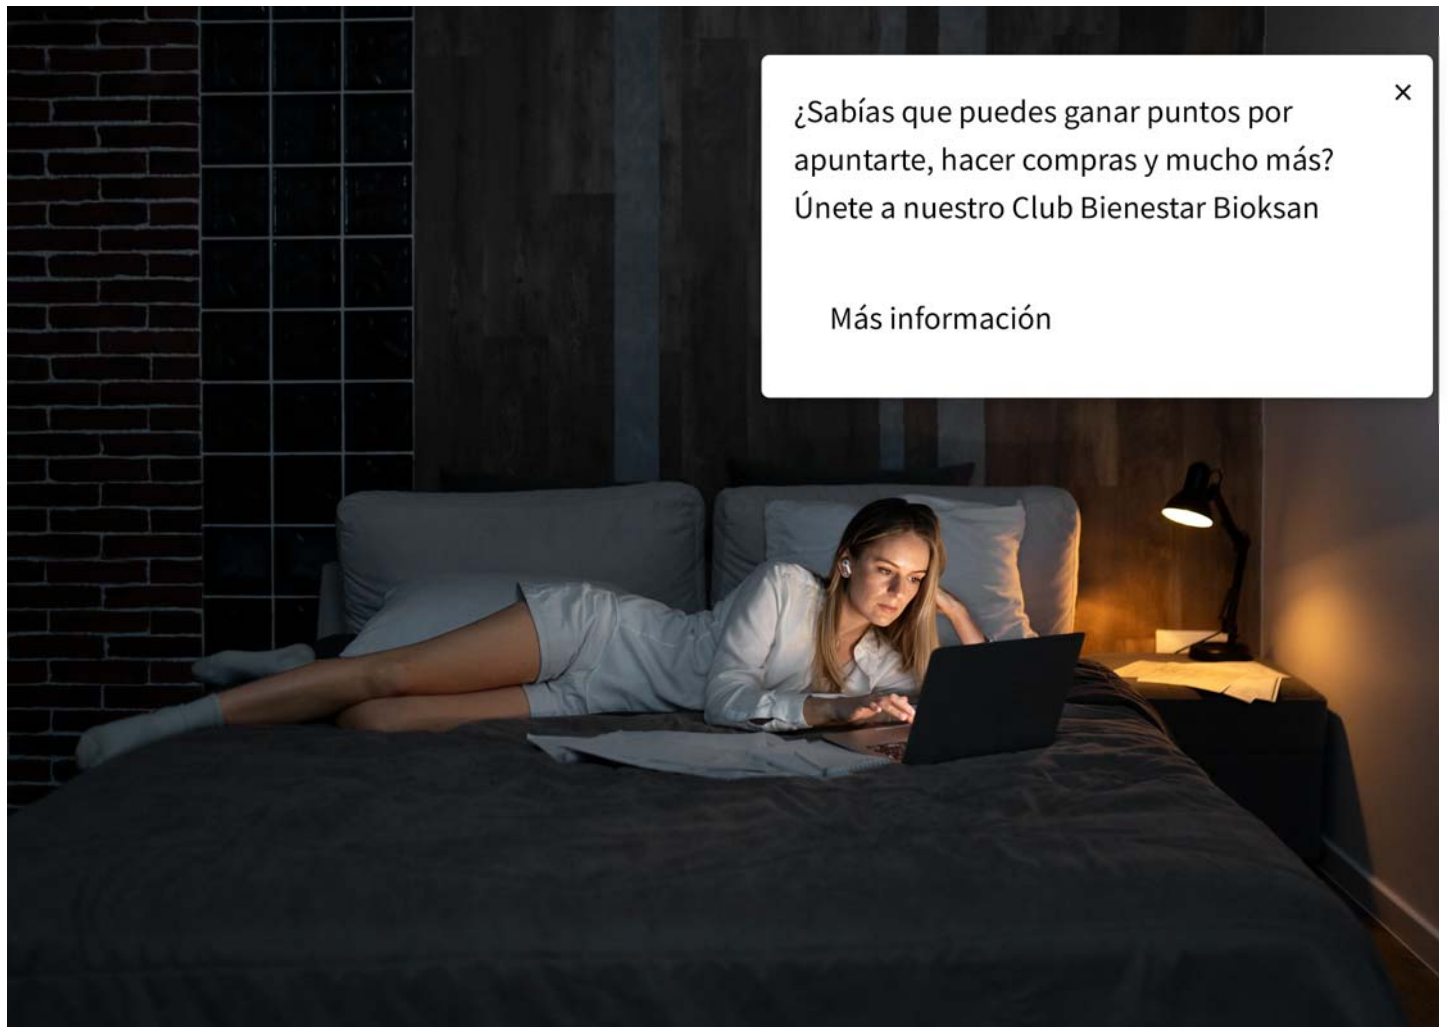 ¿Sabías que puedes ganar puntos por
apuntarte, hacer compras y mucho más?
Únete a nuestro Club Bienestar Bioksan
Más información